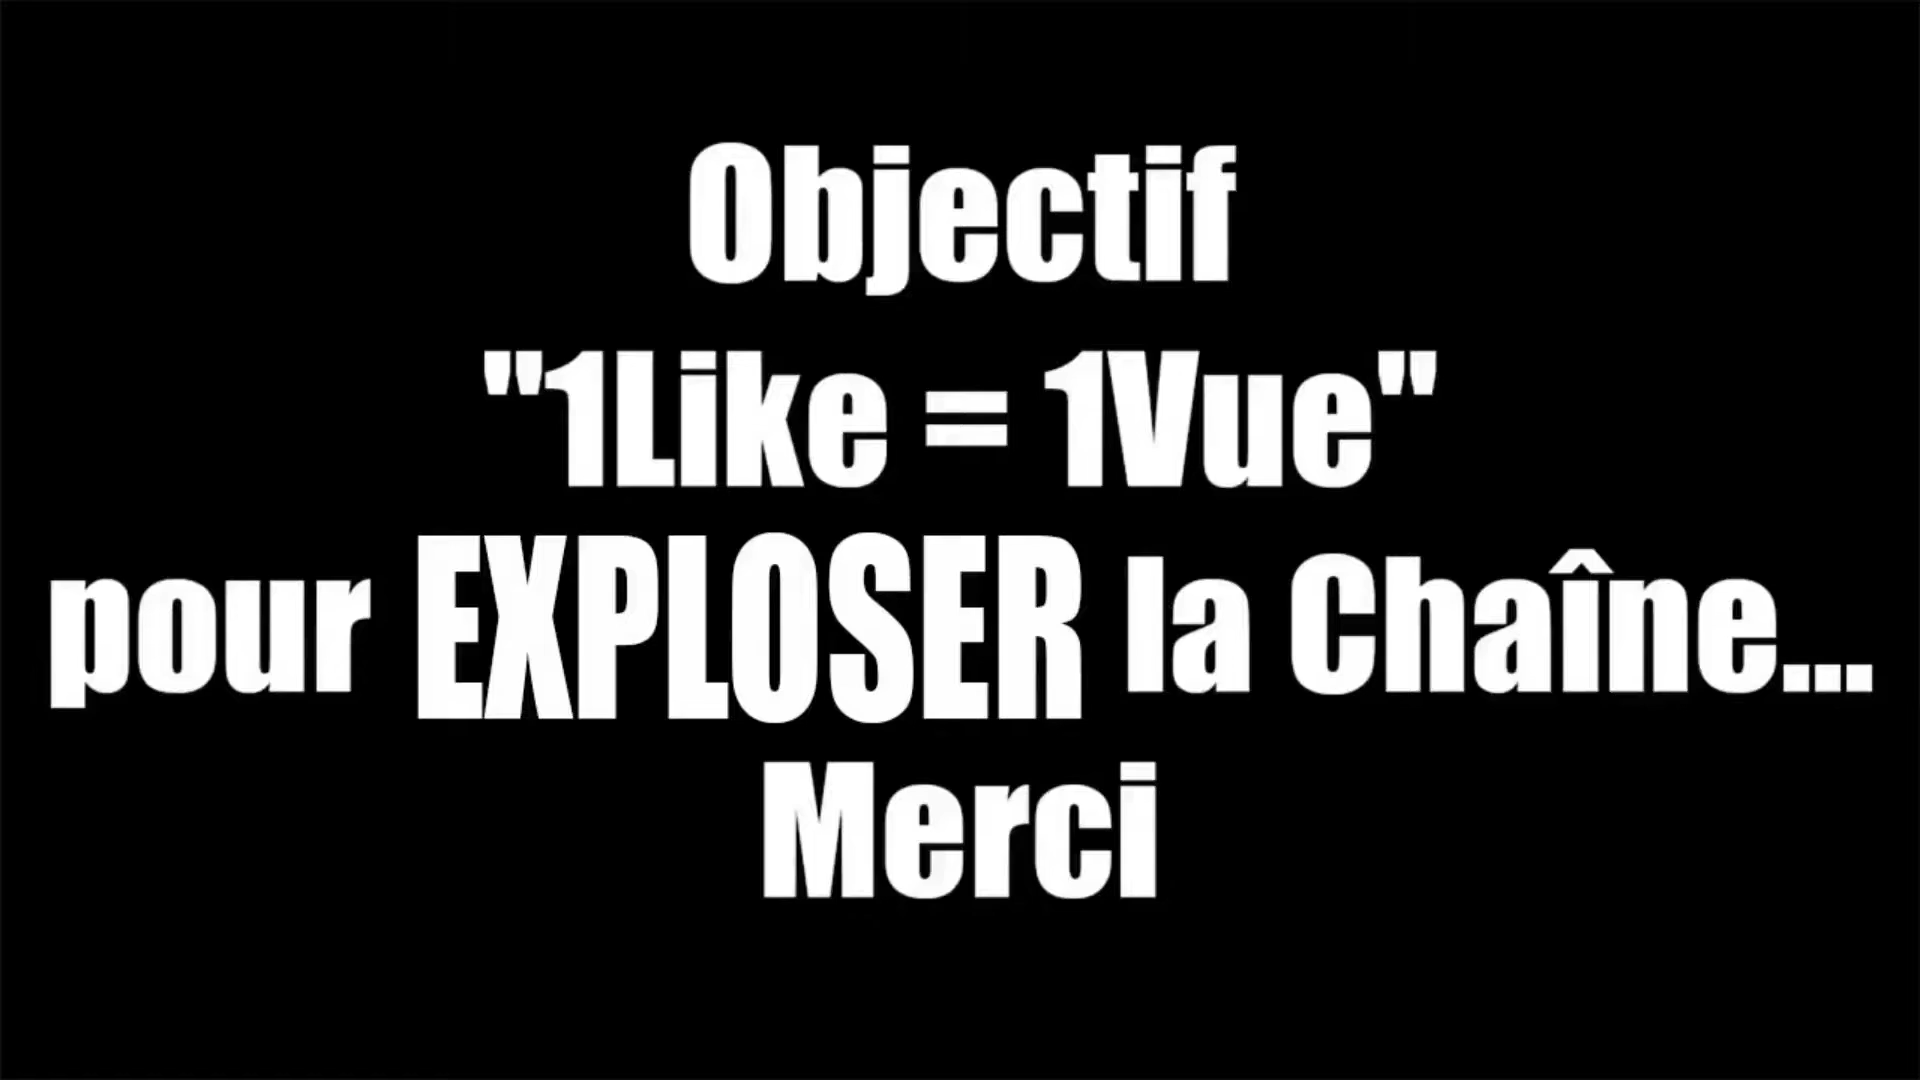 Objectif
"1Like = 1Vue"
pour EXPLOSER la Chaîne...
Merci